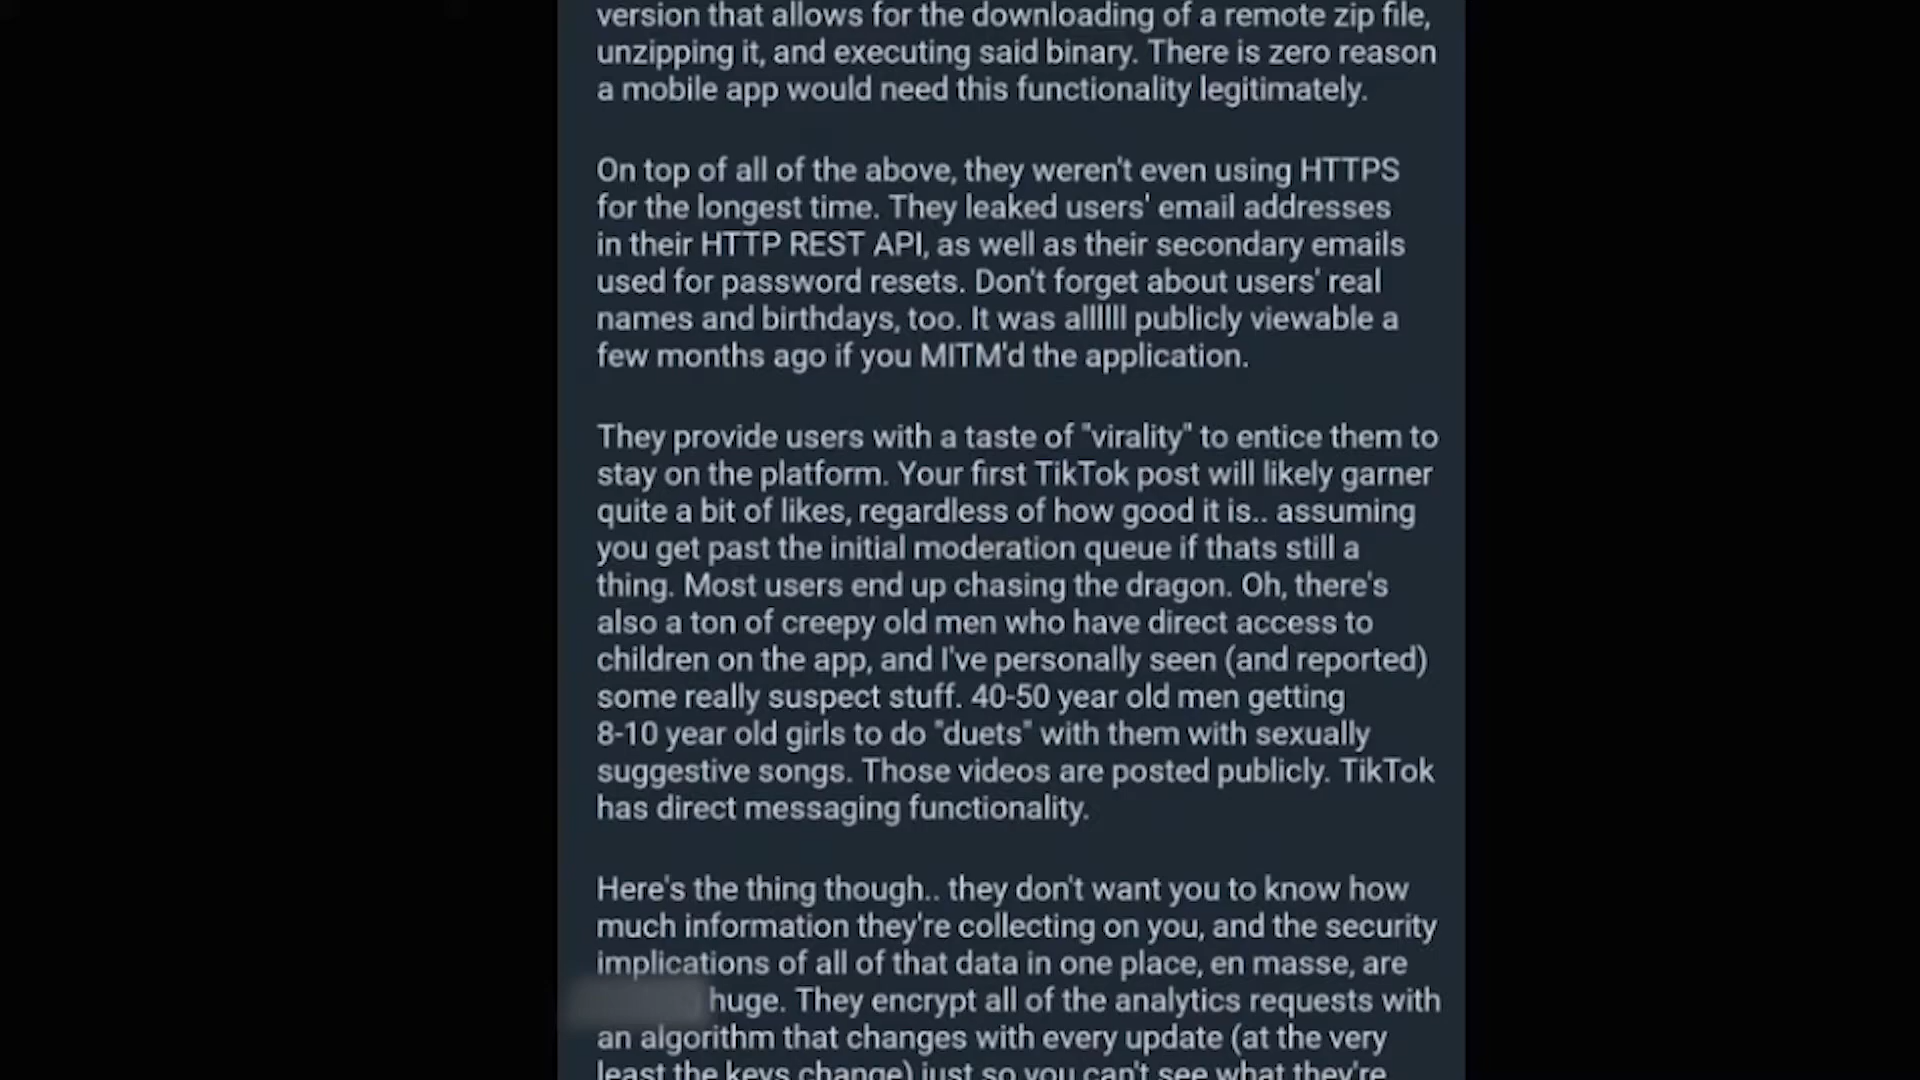 version that allows for the downloading of a remote zip file,
unzipping it, and executing said binary. There is zero reason
a mobile app would need this functionality legitimately.
On top of all of the above, they weren't even using HTTPS
for the longest time. They leaked users' email addresses
in their HTTP REST API, as well as their secondary emails
used for password resets. Don't forget about users' real
names and birthdays, too. It was allllll publicly viewable a
few months ago if you MITM'd the application.
They provide users with a taste of "virality" to entice them to
stay on the platform. Your first TikTok post will likely garner
quite a bit of likes, regardless of how good it is.. assuming
you get past the initial moderation queue if thats still a
thing. Most users end up chasing the dragon. Oh, there's
also a ton of creepy old men who have direct access to
children on the app, and I've personally seen (and reported)
some really suspect stuff. 40-50 year old men getting
8-10 year old girls to do "duets" with them with sexually
suggestive songs. Those videos are posted publicly. TikTok
has direct messaging functionality.
Here's the thing though.. they don't want you to know how
much information they're collecting on you, and the security
implications of all of that data in one place, en masse, are
huge. They encrypt all of the analytics requests with
an algorithm that changes with every update (at the very
least the keys change) just so you can't see what they're